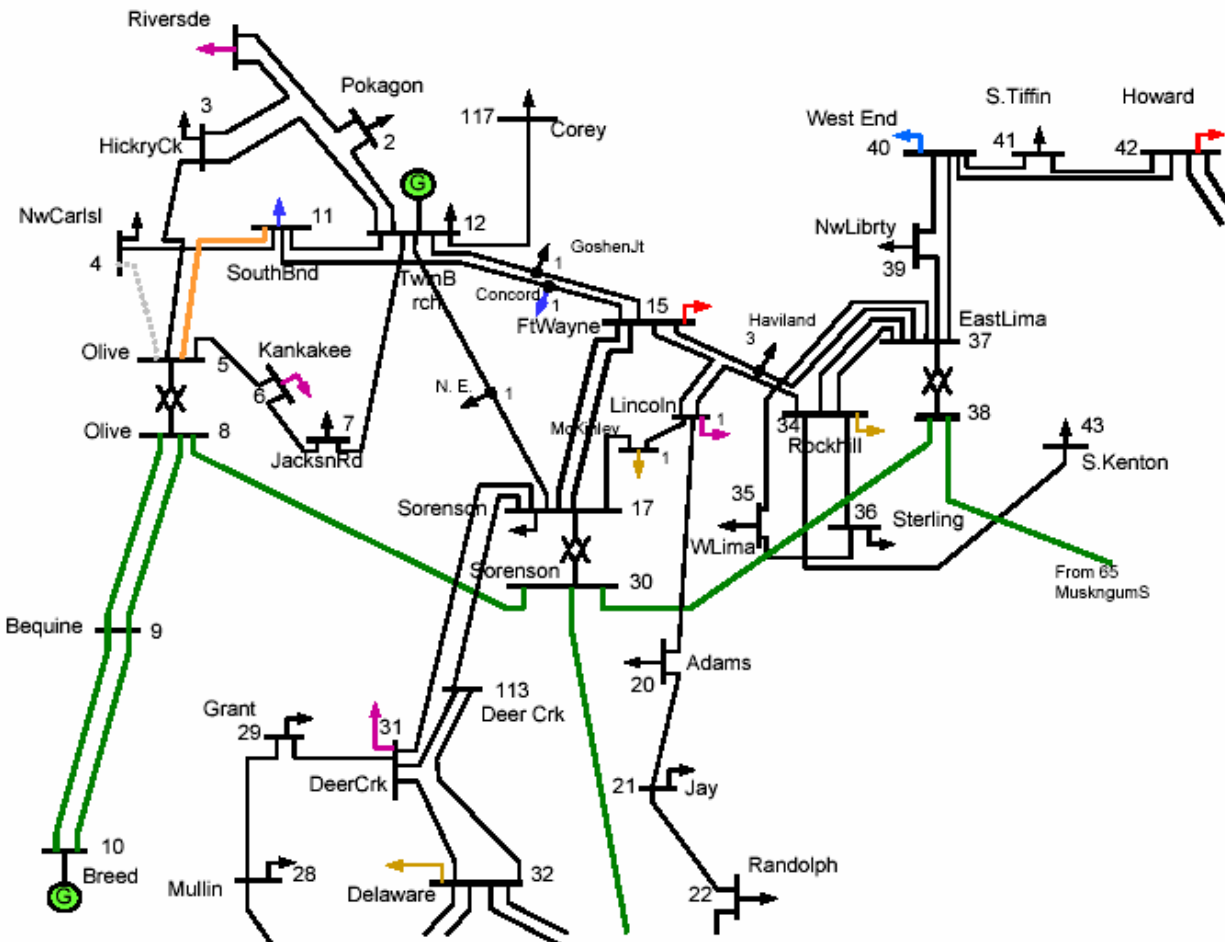 Riversde
Pokagon
3
2
HickryCk
117
Corey
S.Tiffin
Howard
West End
40
41
42
G
NwCarlsl
4
11
SouthBnd
12
TwinB
rch
GoshenJt
1
Concord
1
FtWayne
15
NwLibrty
39
Haviland
3
EastLima
37
Olive
5
Kankakee
6
N. E.
1
Lincoln
1
38
Olive
8
7
JacksnRd
McKinley
1
34
Rockhill
43
S.Kenton
Sorenson
17
35
WLima
36
Sterling
Sorenson
30
From 65
MuskngumS
Bequine
9
Adams
20
113
Deer Crk
Grant
29
31
DeerCrk
21
Jay
10
Breed
G
Mullin
28
Delaware
32
Randolph
22